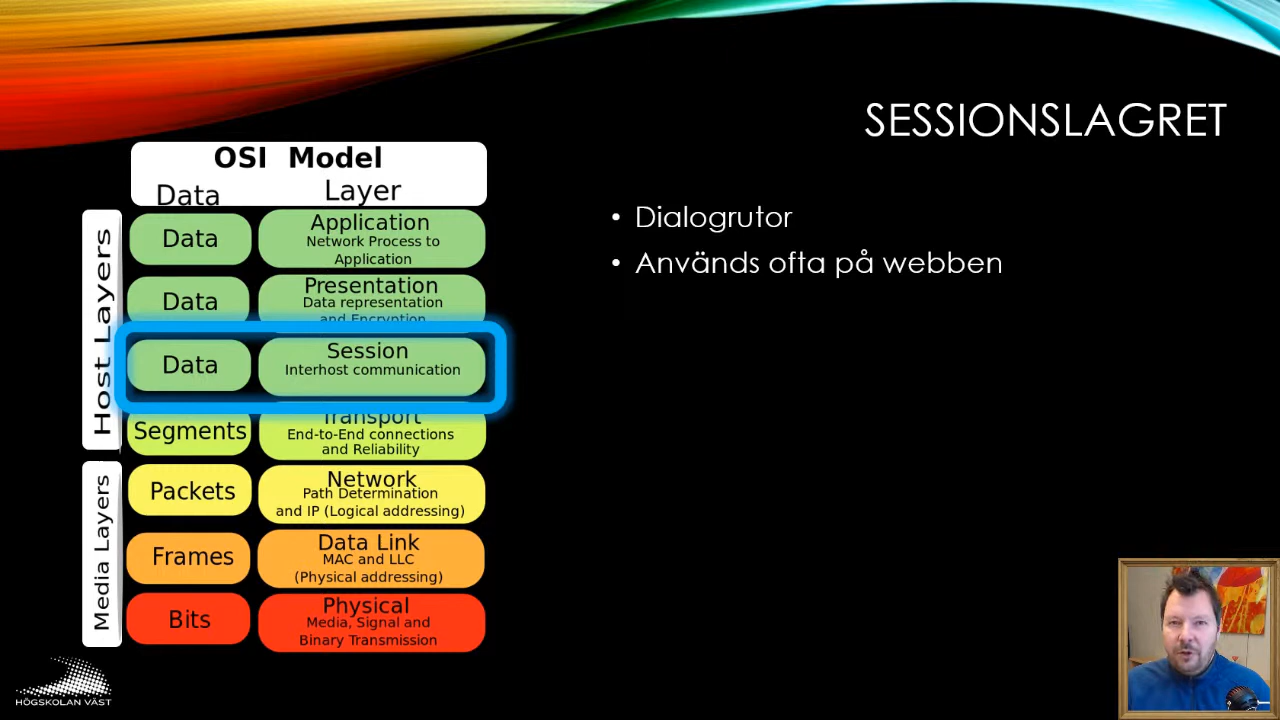 SESSIONSLAGRET
OSI Model
Data Layer
Host Layers
Data
Application
Network Process to
Application
Data
Presentation
Data representation
and Encryption
Data
Session
Interhost communication
Segments
Transport
End-to-End connections
and Reliability
Media Layers
Packets
Network
Path Determination
and IP (Logical addressing)
Frames
Data Link
MAC and LLC
(Physical addressing)
Bits
Physical
Media, Signal and
Binary Transmission
• Dialogrutor
• Används ofta på webben
HÖGSKOLAN VÄST